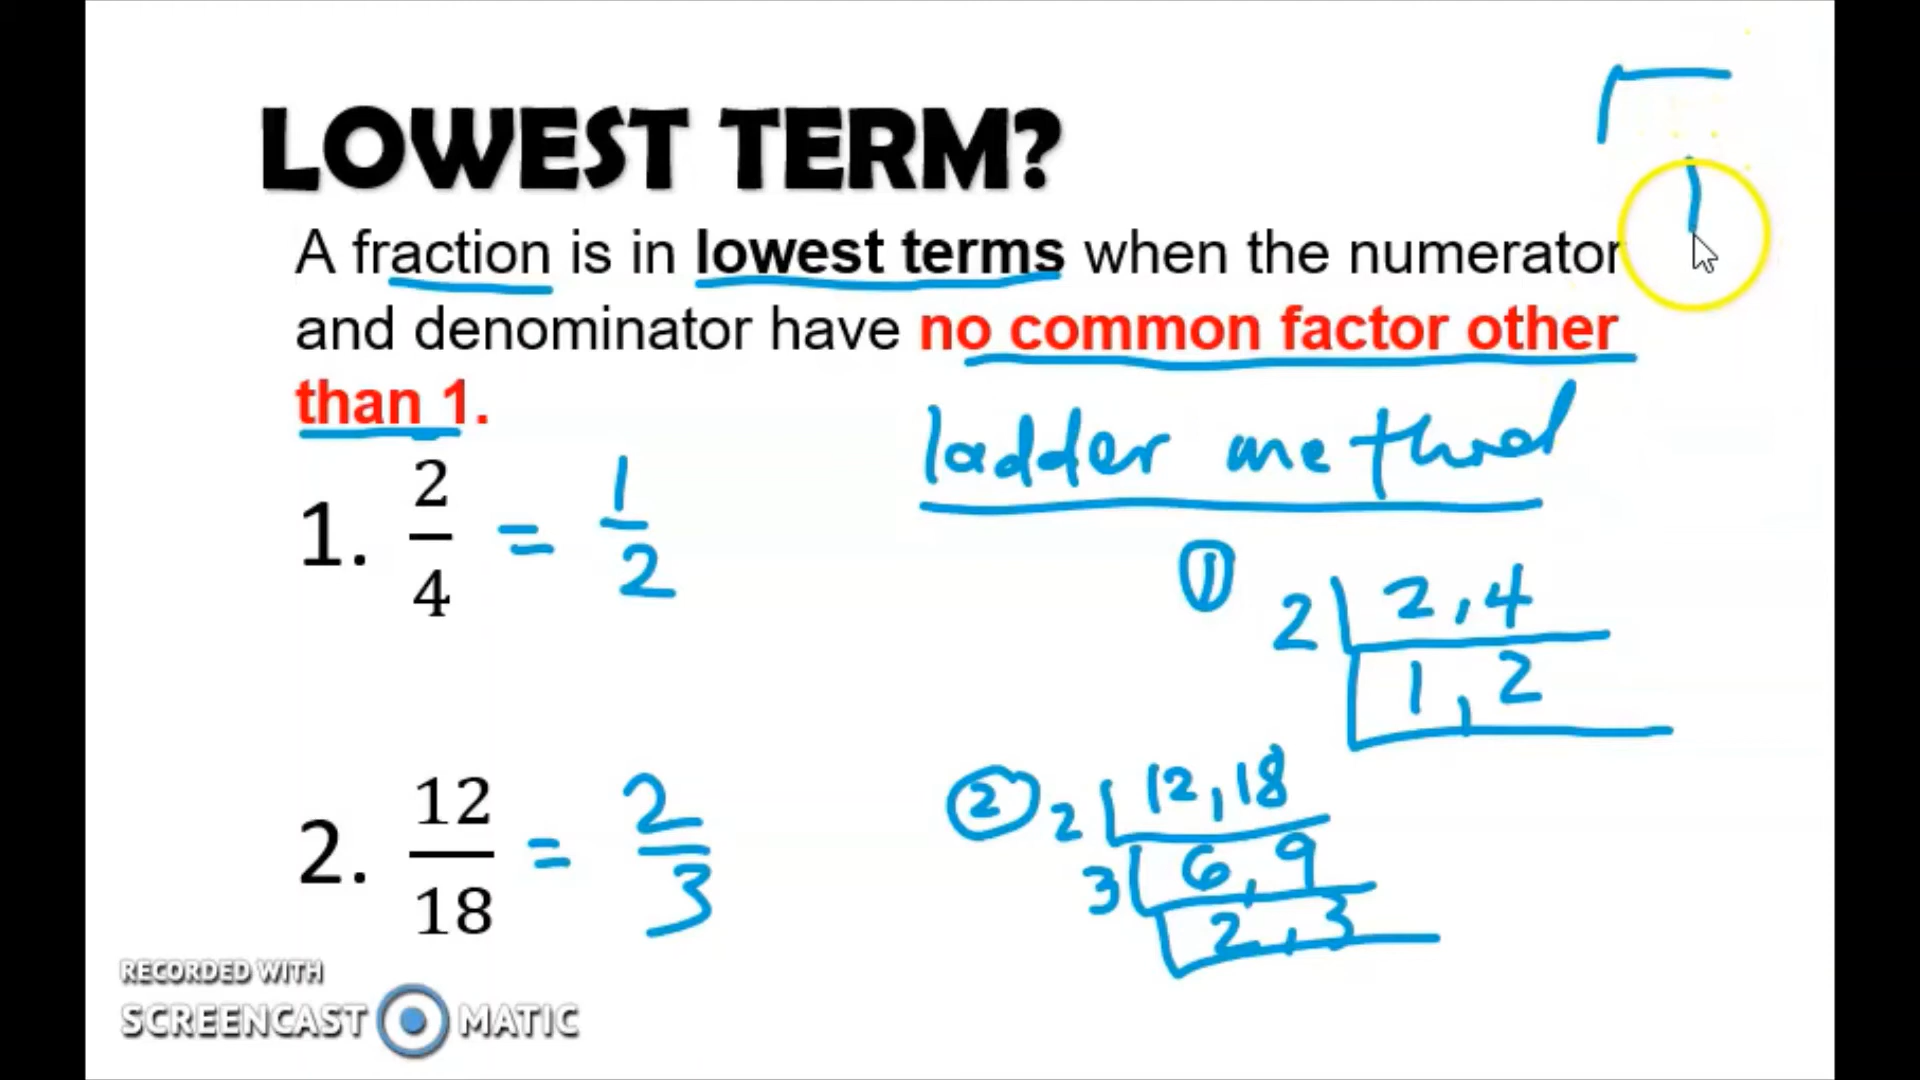 LOWEST TERM?
A fraction is in lowest terms when the numerator
and denominator have no common factor other
than 1.
ladder method
1. 2/4 = 1/2
① 2 | 2, 4
1, 2
2. 12/18 = 2/3
② 2 | 12, 18
3 | 6, 9
2, 3
RECORDED WITH
SCREENCAST MATIC